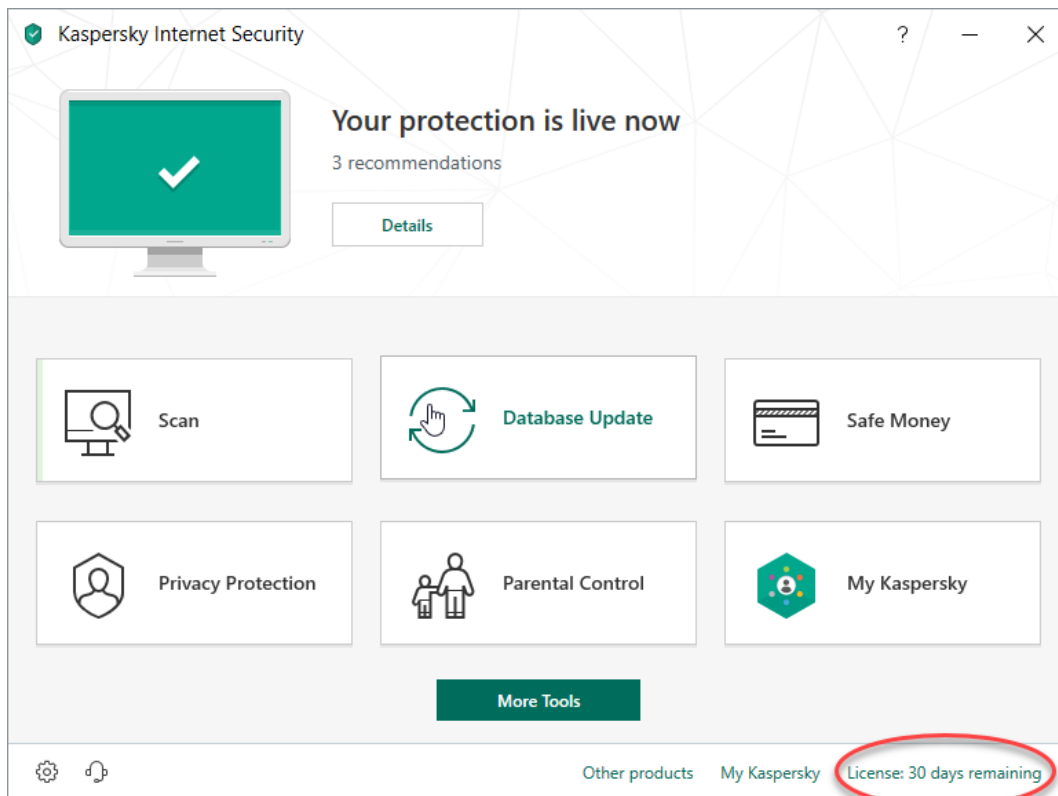 Kaspersky Internet Security
?
Your protection is live now
3 recommendations
Details
Scan
Database Update
Safe Money
Privacy Protection
Parental Control
My Kaspersky
More Tools
Other products
My Kaspersky
License: 30 days remaining